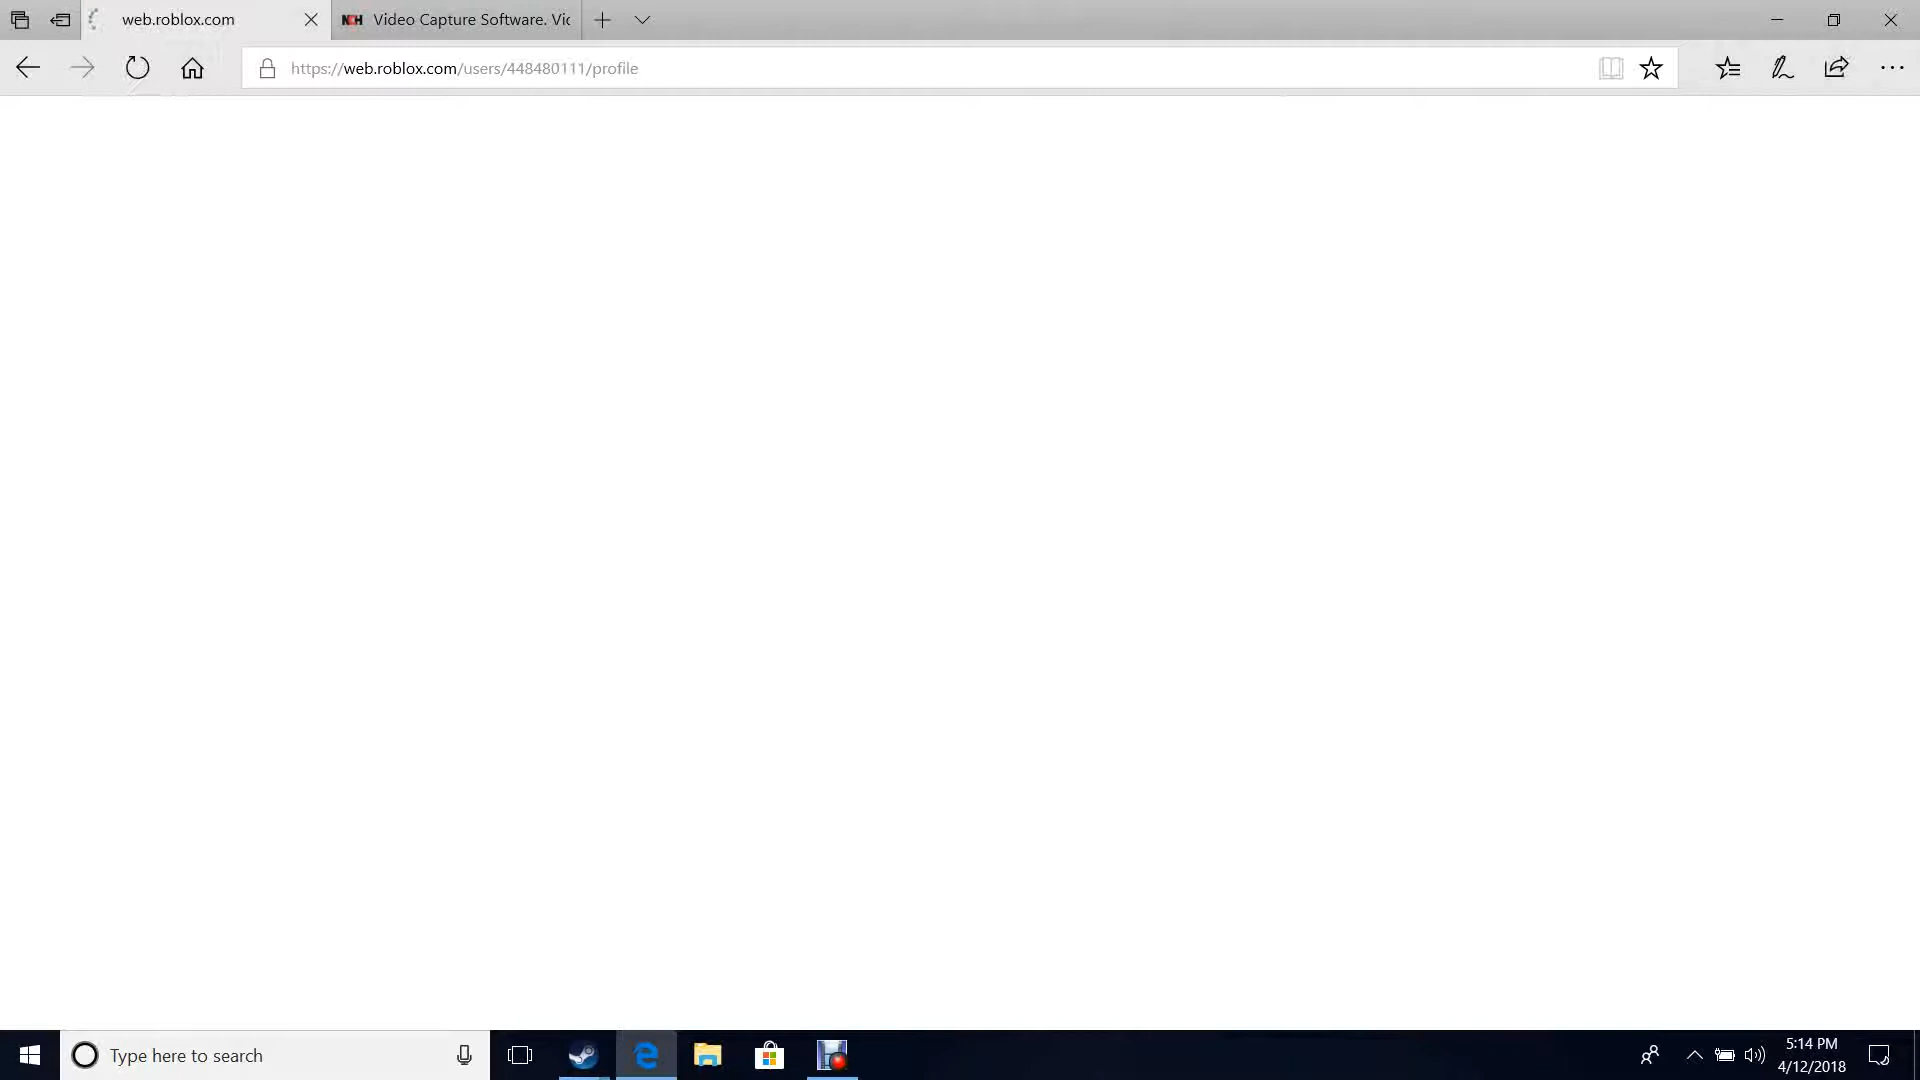 web.roblox.com
NCH Video Capture Software. Vic
https://web.roblox.com/users/448480111/profile
Type here to search
5:14 PM
4/12/2018